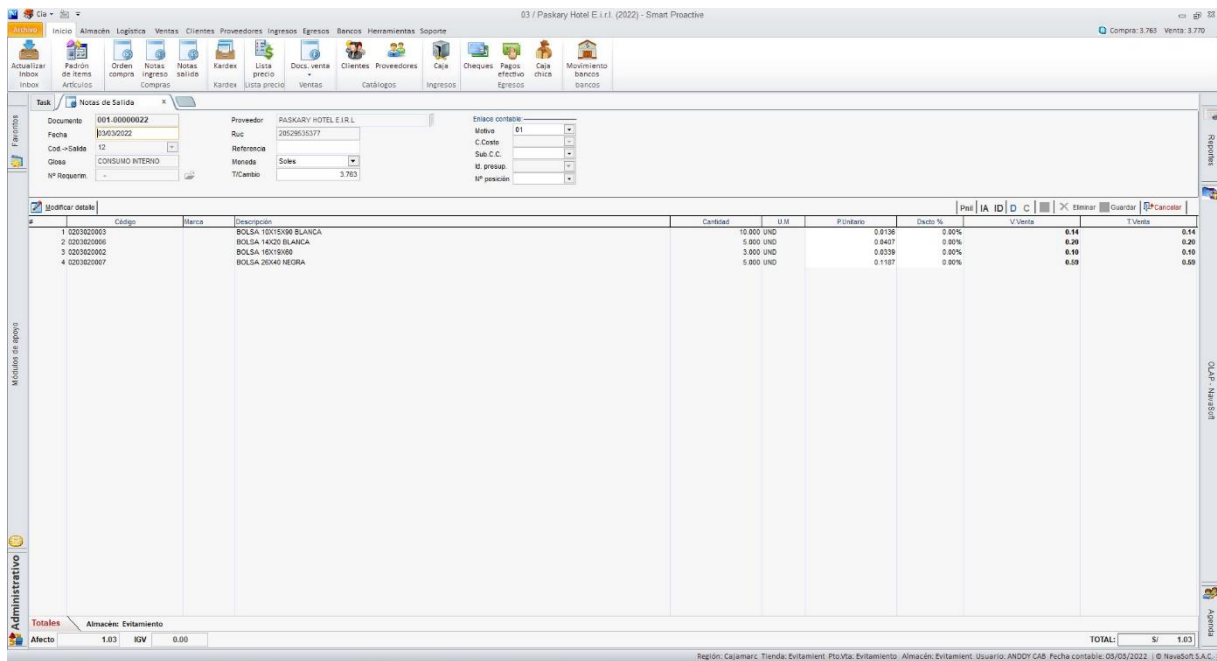 Cia
03 / Paskary Hotel E.i.r.l. (2022) - Smart Proactive
Archivo Inicio Almacén Logística Ventas Clientes Proveedores Ingresos Egresos Bancos Herramientas Soporte
Compra: 3.763 Venta: 3.770
Actualizar Inbox
Padrón de items
Orden compra
Notas ingreso
Notas salida
Kardex
Lista precio
Docs. venta
Clientes
Proveedores
Caja
Cheques
Pagos efectivo
Caja chica
Movimiento bancos
Inbox Artículos Compras Kardex Lista precio Ventas Catálogos Ingresos Egresos bancos
Task Notas de Salida x
Favoritos
Módulos de apoyo
Administrativo
Documento 001-00000022
Fecha 03/03/2022
Cod.->Salida 12
Glosa CONSUMO INTERNO
Nº Requerim. -
Proveedor PASKARY HOTEL E.I.R.L
Ruc 20529535377
Referencia
Moneda Soles
T/Cambio 3.763
Enlace contable:
Motivo 01
C.Costo
Sub.C.C.
Id. presup.
Nº posición
Modificar detalle
Pnil IA ID D C Eliminar Guardar Cancelar
# Código Marca Descripción Cantidad U.M P.Unitario Dscto % V.Venta T.Venta
1 0203020003 BOLSA 10X15X90 BLANCA 10.000 UND 0.0136 0.00% 0.14 0.14
2 0203020006 BOLSA 14X20 BLANCA 5.000 UND 0.0407 0.00% 0.20 0.20
3 0203020002 BOLSA 16X19X60 3.000 UND 0.0339 0.00% 0.10 0.10
4 0203020007 BOLSA 26X40 NEGRA 5.000 UND 0.1187 0.00% 0.59 0.59
Reportes
OLAP - NavaSoft
Agenda
Totales Almacén: Evitamiento
Afecto 1.03 IGV 0.00
TOTAL: S/ 1.03
Región: Cajamarc Tienda: Evitamient Pto.Vta: Evitamiento Almacén: Evitamient Usuario: ANDDY CAB Fecha contable: 03/03/2022 | © NavaSoft S.A.C.